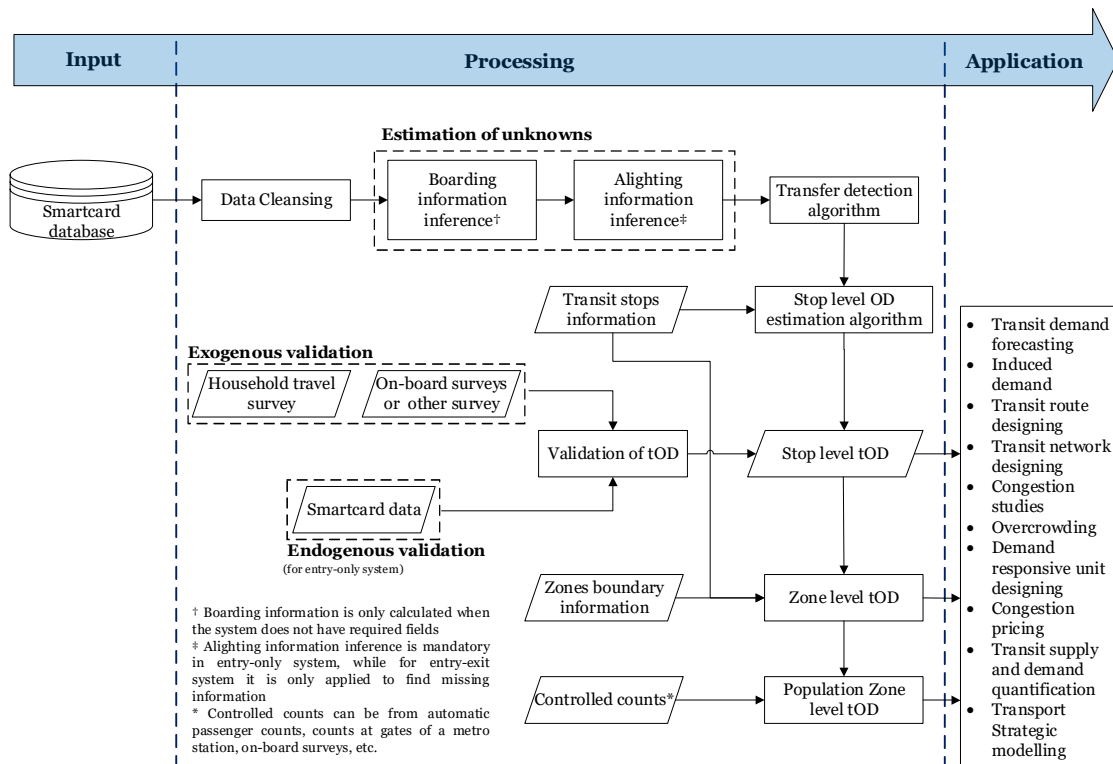 Input
Processing
Application
Estimation of unknowns
Smartcard
database
Data Cleansing
Boarding
information
inference†
Alighting
information
inference‡
Transfer detection
algorithm
Transit stops
information
Stop level OD
estimation algorithm
Exogenous validation
Household travel
survey
On-board surveys
or other survey
Validation of tOD
Stop level tOD
Smartcard data
Endogenous validation
(for entry-only system)
Zones boundary
information
Zone level tOD
Controlled counts*
Population Zone
level tOD
• Transit demand
forecasting
• Induced
demand
• Transit route
designing
• Transit network
designing
• Congestion
studies
• Overcrowding
• Demand
responsive unit
designing
• Congestion
pricing
• Transit supply
and demand
quantification
• Transport
Strategic
modelling
† Boarding information is only calculated when
the system does not have required fields
‡ Alighting information inference is mandatory
in entry-only system, while for entry-exit
system it is only applied to find missing
information
* Controlled counts can be from automatic
passenger counts, counts at gates of a metro
station, on-board surveys, etc.